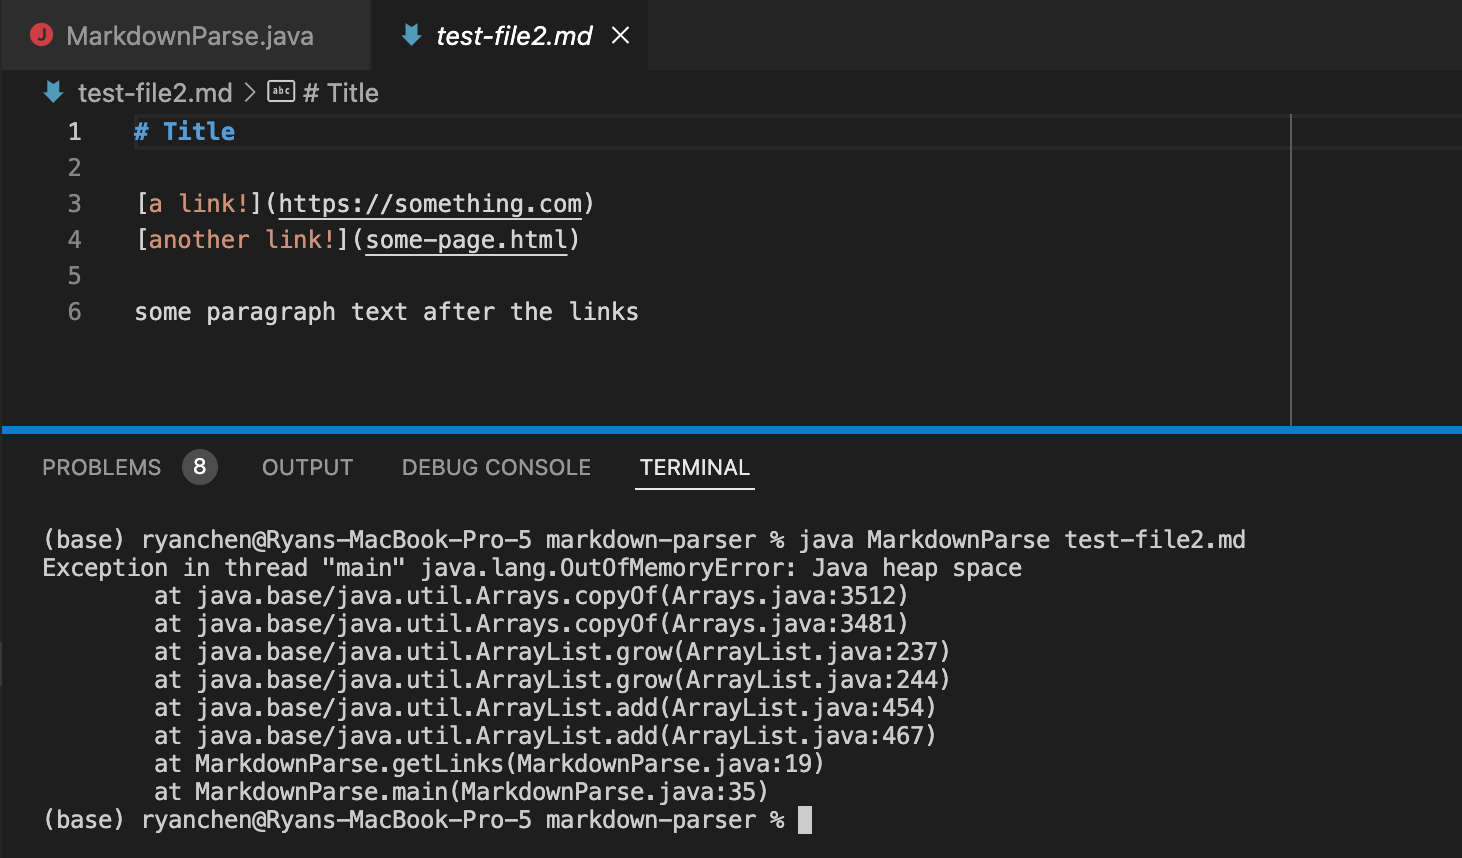 MarkdownParse.java test-file2.md
test-file2.md > abc # Title
1 # Title
2
3 [a link!](https://something.com)
4 [another link!](some-page.html)
5
6 some paragraph text after the links
PROBLEMS 8 OUTPUT DEBUG CONSOLE TERMINAL
(base) ryanchen@Ryans-MacBook-Pro-5 markdown-parser % java MarkdownParse test-file2.md
Exception in thread "main" java.lang.OutOfMemoryError: Java heap space
at java.base/java.util.Arrays.copyOf(Arrays.java:3512)
at java.base/java.util.Arrays.copyOf(Arrays.java:3481)
at java.base/java.util.ArrayList.grow(ArrayList.java:237)
at java.base/java.util.ArrayList.grow(ArrayList.java:244)
at java.base/java.util.ArrayList.add(ArrayList.java:454)
at java.base/java.util.ArrayList.add(ArrayList.java:467)
at MarkdownParse.getLinks(MarkdownParse.java:19)
at MarkdownParse.main(MarkdownParse.java:35)
(base) ryanchen@Ryans-MacBook-Pro-5 markdown-parser %